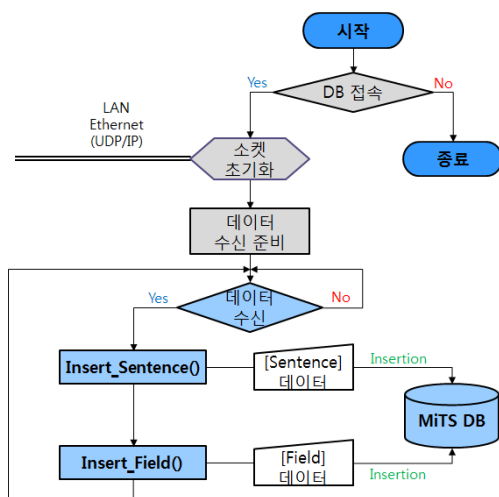 시작
Yes
DB 접속
No
LAN
Ethernet
(UDP/IP)
소켓
초기화
종료
데이터
수신 준비
Yes
데이터
수신
No
Insert_Sentence()
[Sentence]
데이터
Insertion
MiTS DB
Insert_Field()
[Field]
데이터
Insertion